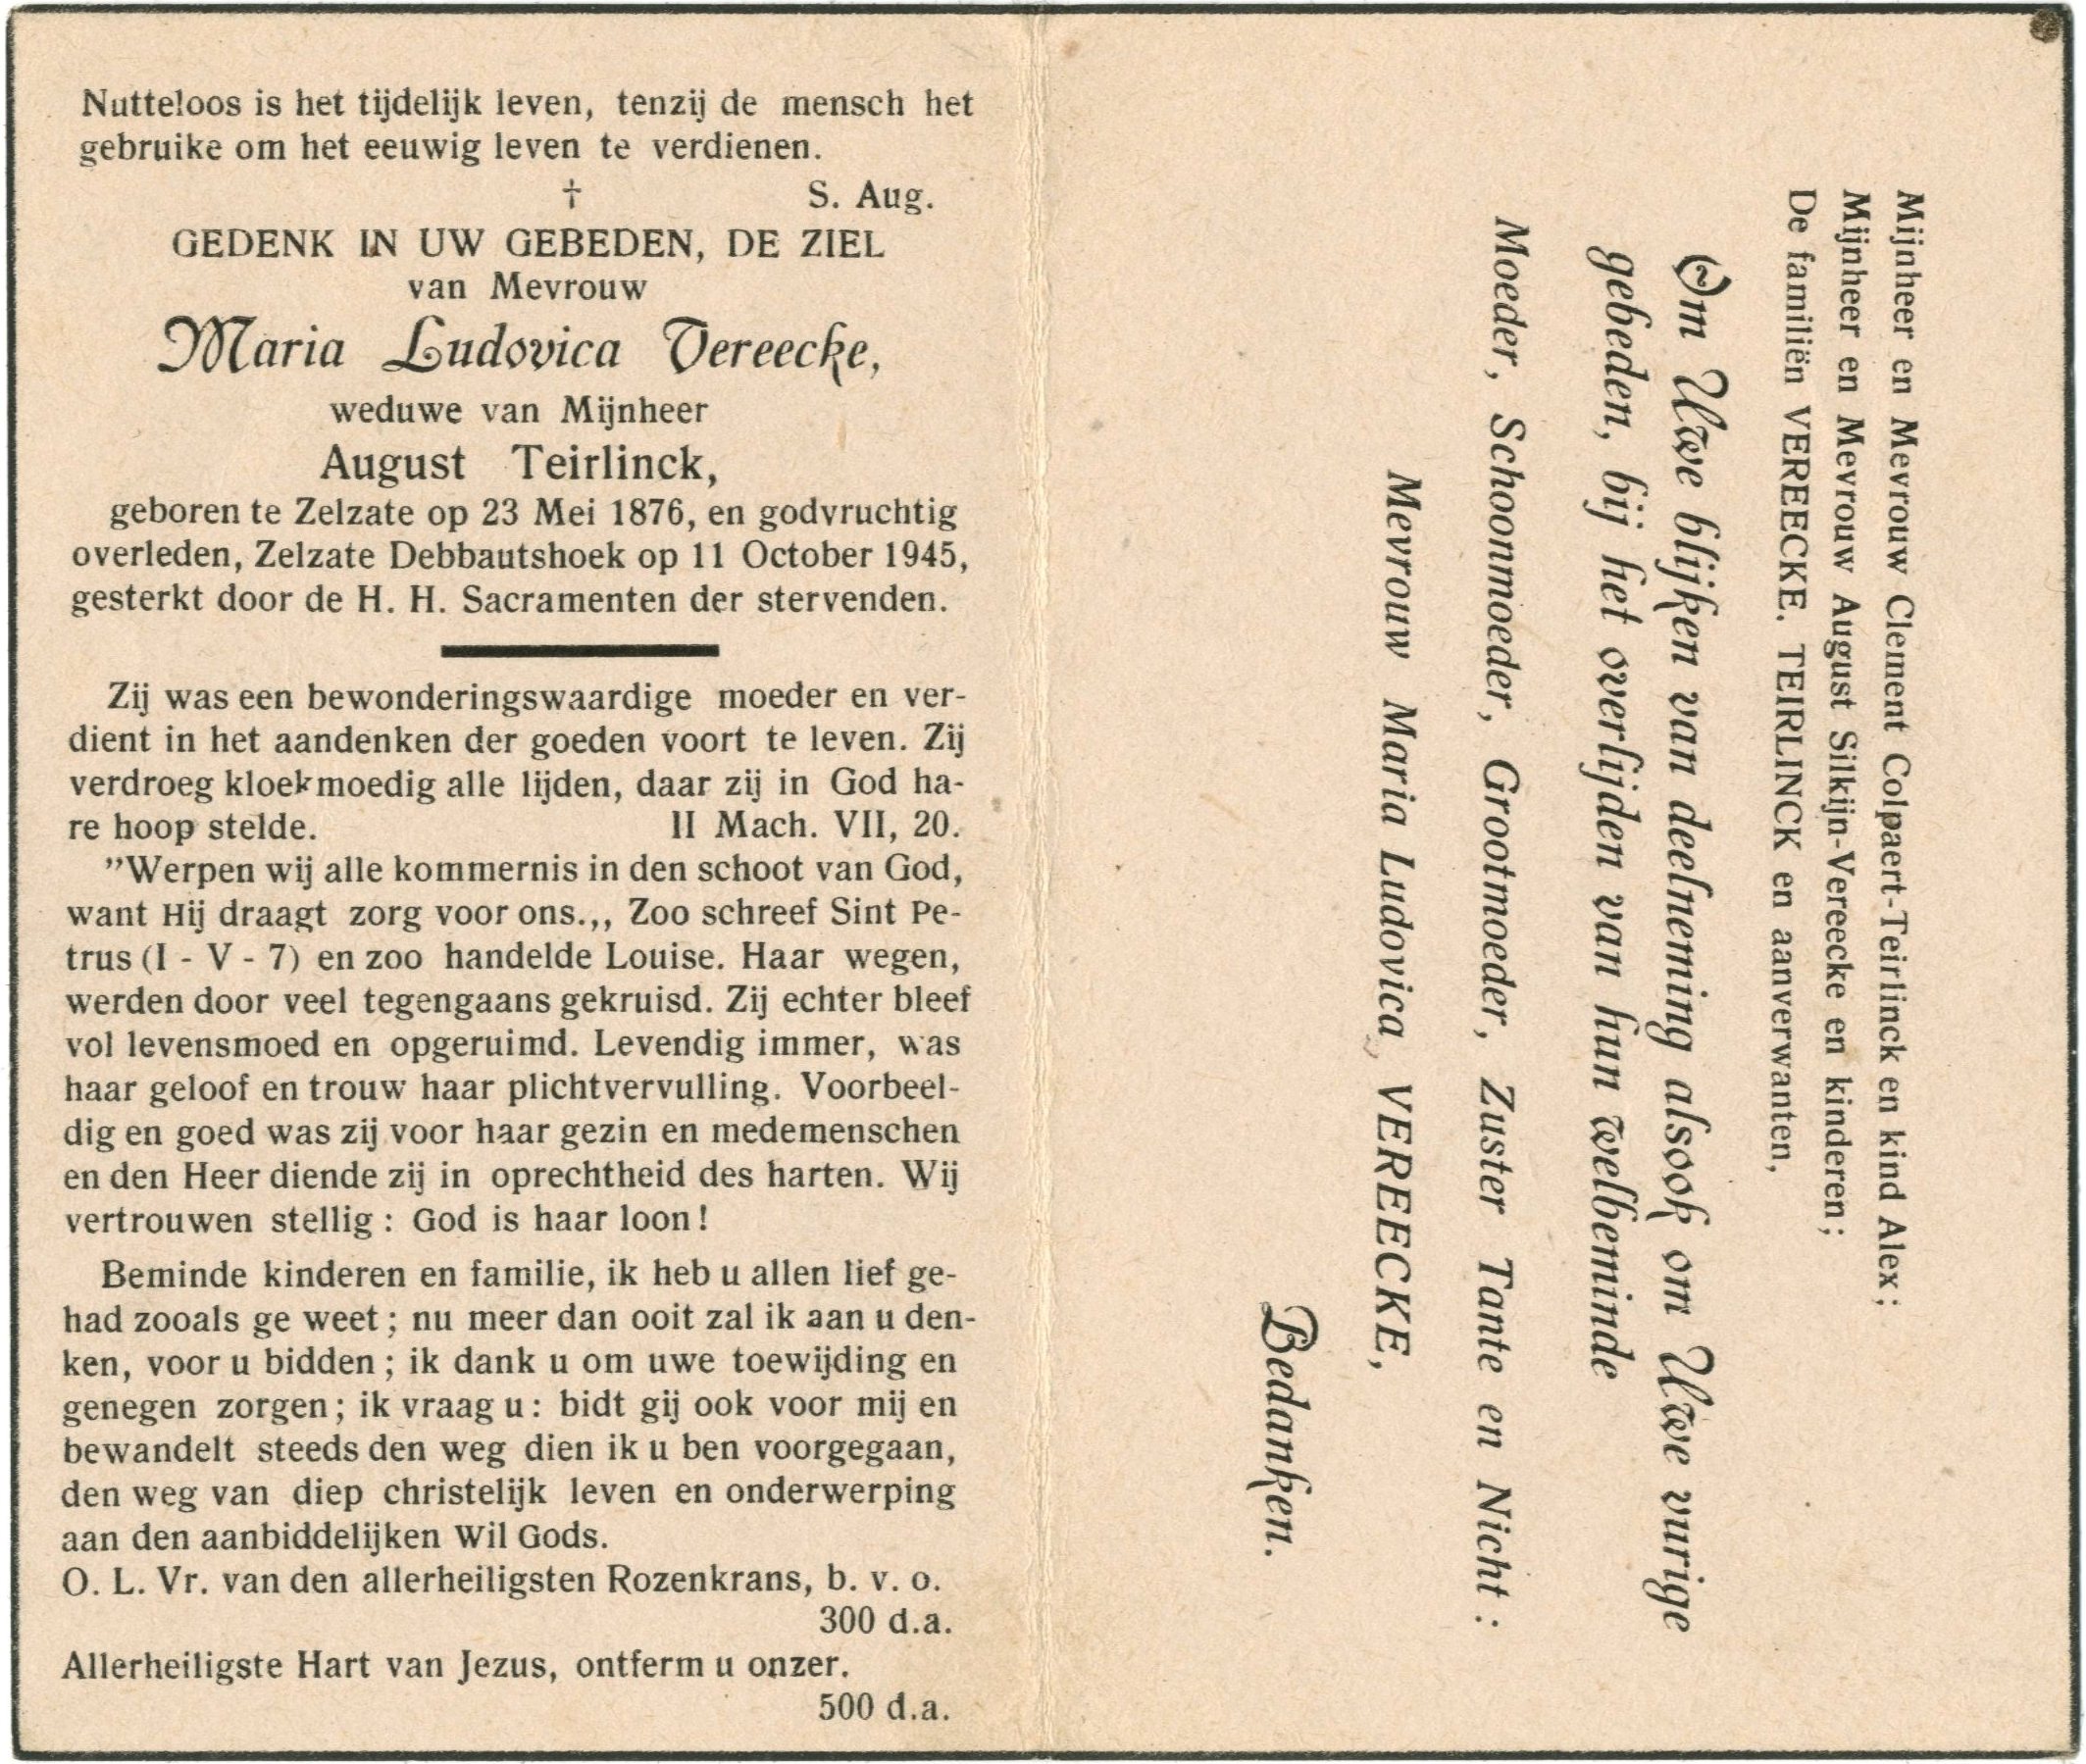 Nutteloos is het tijdelijk leven, tenzij de mensch het
gebruike om het eeuwig leven te verdienen.
† S. Aug.
GEDENK IN UW GEBEDEN, DE ZIEL
van Mevrouw
Maria Ludovica Vereecke,
weduwe van Mijnheer
August Teirlinck,
geboren te Zelzate op 23 Mei 1876, en godvruchtig
overleden, Zelzate Debbautshoek op 11 October 1945,
gesterkt door de H. H. Sacramenten der stervenden.
Zij was een bewonderingswaardige moeder en ver-
dient in het aandenken der goeden voort te leven. Zij
verdroeg kloekmoedig alle lijden, daar zij in God ha-
re hoop stelde. II Mach. VII, 20.
”Werpen wij alle kommernis in den schoot van God,
want Hij draagt zorg voor ons.,, Zoo schreef Sint Pe-
trus (I - V - 7) en zoo handelde Louise. Haar wegen,
werden door veel tegengaans gekruisd. Zij echter bleef
vol levensmoed en opgeruimd. Levendig immer, was
haar geloof en trouw haar plichtvervulling. Voorbeel-
dig en goed was zij voor haar gezin en medemenschen
en den Heer diende zij in oprechtheid des harten. Wij
vertrouwen stellig : God is haar loon !
Beminde kinderen en familie, ik heb u allen lief ge-
had zooals ge weet ; nu meer dan ooit zal ik aan u den-
ken, voor u bidden ; ik dank u om uwe toewijding en
genegen zorgen ; ik vraag u : bidt gij ook voor mij en
bewandelt steeds den weg dien ik u ben voorgegaan,
den weg van diep christelijk leven en onderwerping
aan den aanbiddelijken Wil Gods.
O. L. Vr. van den allerheiligsten Rozenkrans, b. v. o.
300 d.a.
Allerheiligste Hart van Jezus, ontferm u onzer.
500 d.a.
Mijnheer en Mevrouw Clement Colpaert-Teirlinck en kind Alex ;
Mijnheer en Mevrouw August Silkijn-Vereecke en kinderen ;
De familiën VEREECKE. TEIRLINCK en aanverwanten,
Om Uwe blijken van deelneming alsook om Uwe vurige
gebeden, bij het overlijden van hun welbeminde
Moeder, Schoonmoeder, Grootmoeder, Zuster Tante en Nicht :
Mevrouw Maria Ludovica, VEREECKE,
Bedanken.